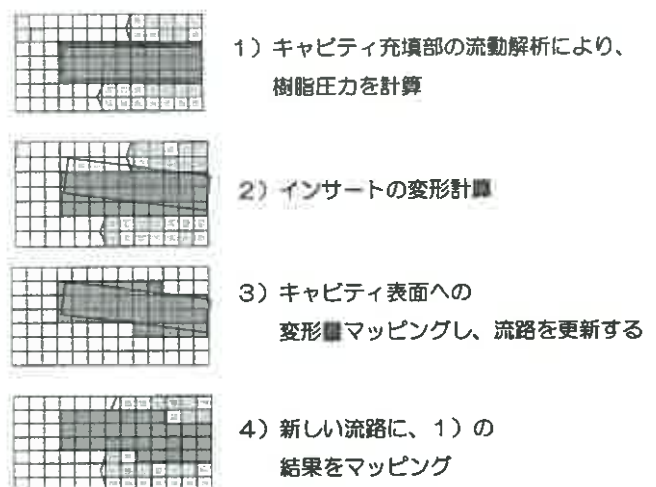 1）キャビティ充填部の流動解析により、
樹脂圧力を計算
2）インサートの変形計算
3）キャビティ表面への
変形量マッピングし、流路を更新する
4）新しい流路に、1）の
結果をマッピング